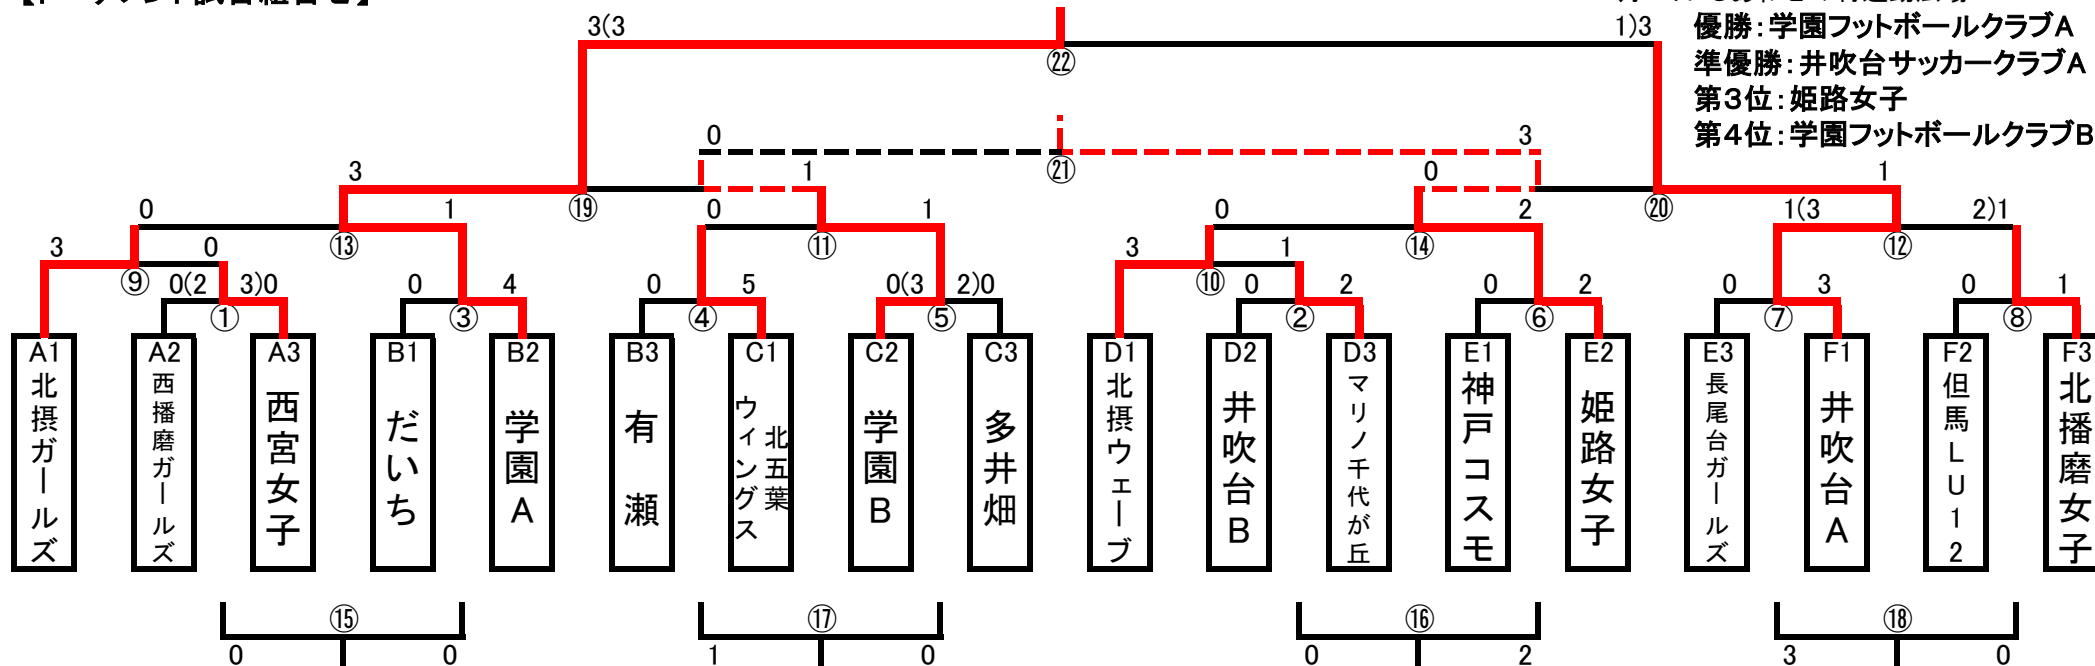 【トーナメント試合組合せ】
優勝：学園フットボールクラブA
準優勝：井吹台サッカークラブA
第3位：姫路女子
第4位：学園フットボールクラブB
3(3 1)3
㉒
0 3
㉑
3 1 0 1
⑲ ⑳
0 1 0 1 0 2 1(3 2)1
⑬ ⑪ ⑭ ⑫
3 0 3 1
⑨ ⑩
0(2 3)0 0 4 0 5 0(3 2)0 0 2 0 2 0 3 0 1
① ③ ④ ⑤ ② ⑥ ⑦ ⑧
A1 北摂ガールズ
A2 西播磨ガールズ
A3 西宮女子
B1 だいち
B2 学園A
B3 有瀬
C1 北五葉ウィングス
C2 学園B
C3 多井畑
D1 北摂ウェーブ
D2 井吹台B
D3 マリノ千代が丘
E1 神戸コスモ
E2 姫路女子
E3 長尾台ガールズ
F1 井吹台A
F2 但馬LU12
F3 北播磨女子
⑮ ⑰ ⑯ ⑱
0 0 1 0 0 2 3 0